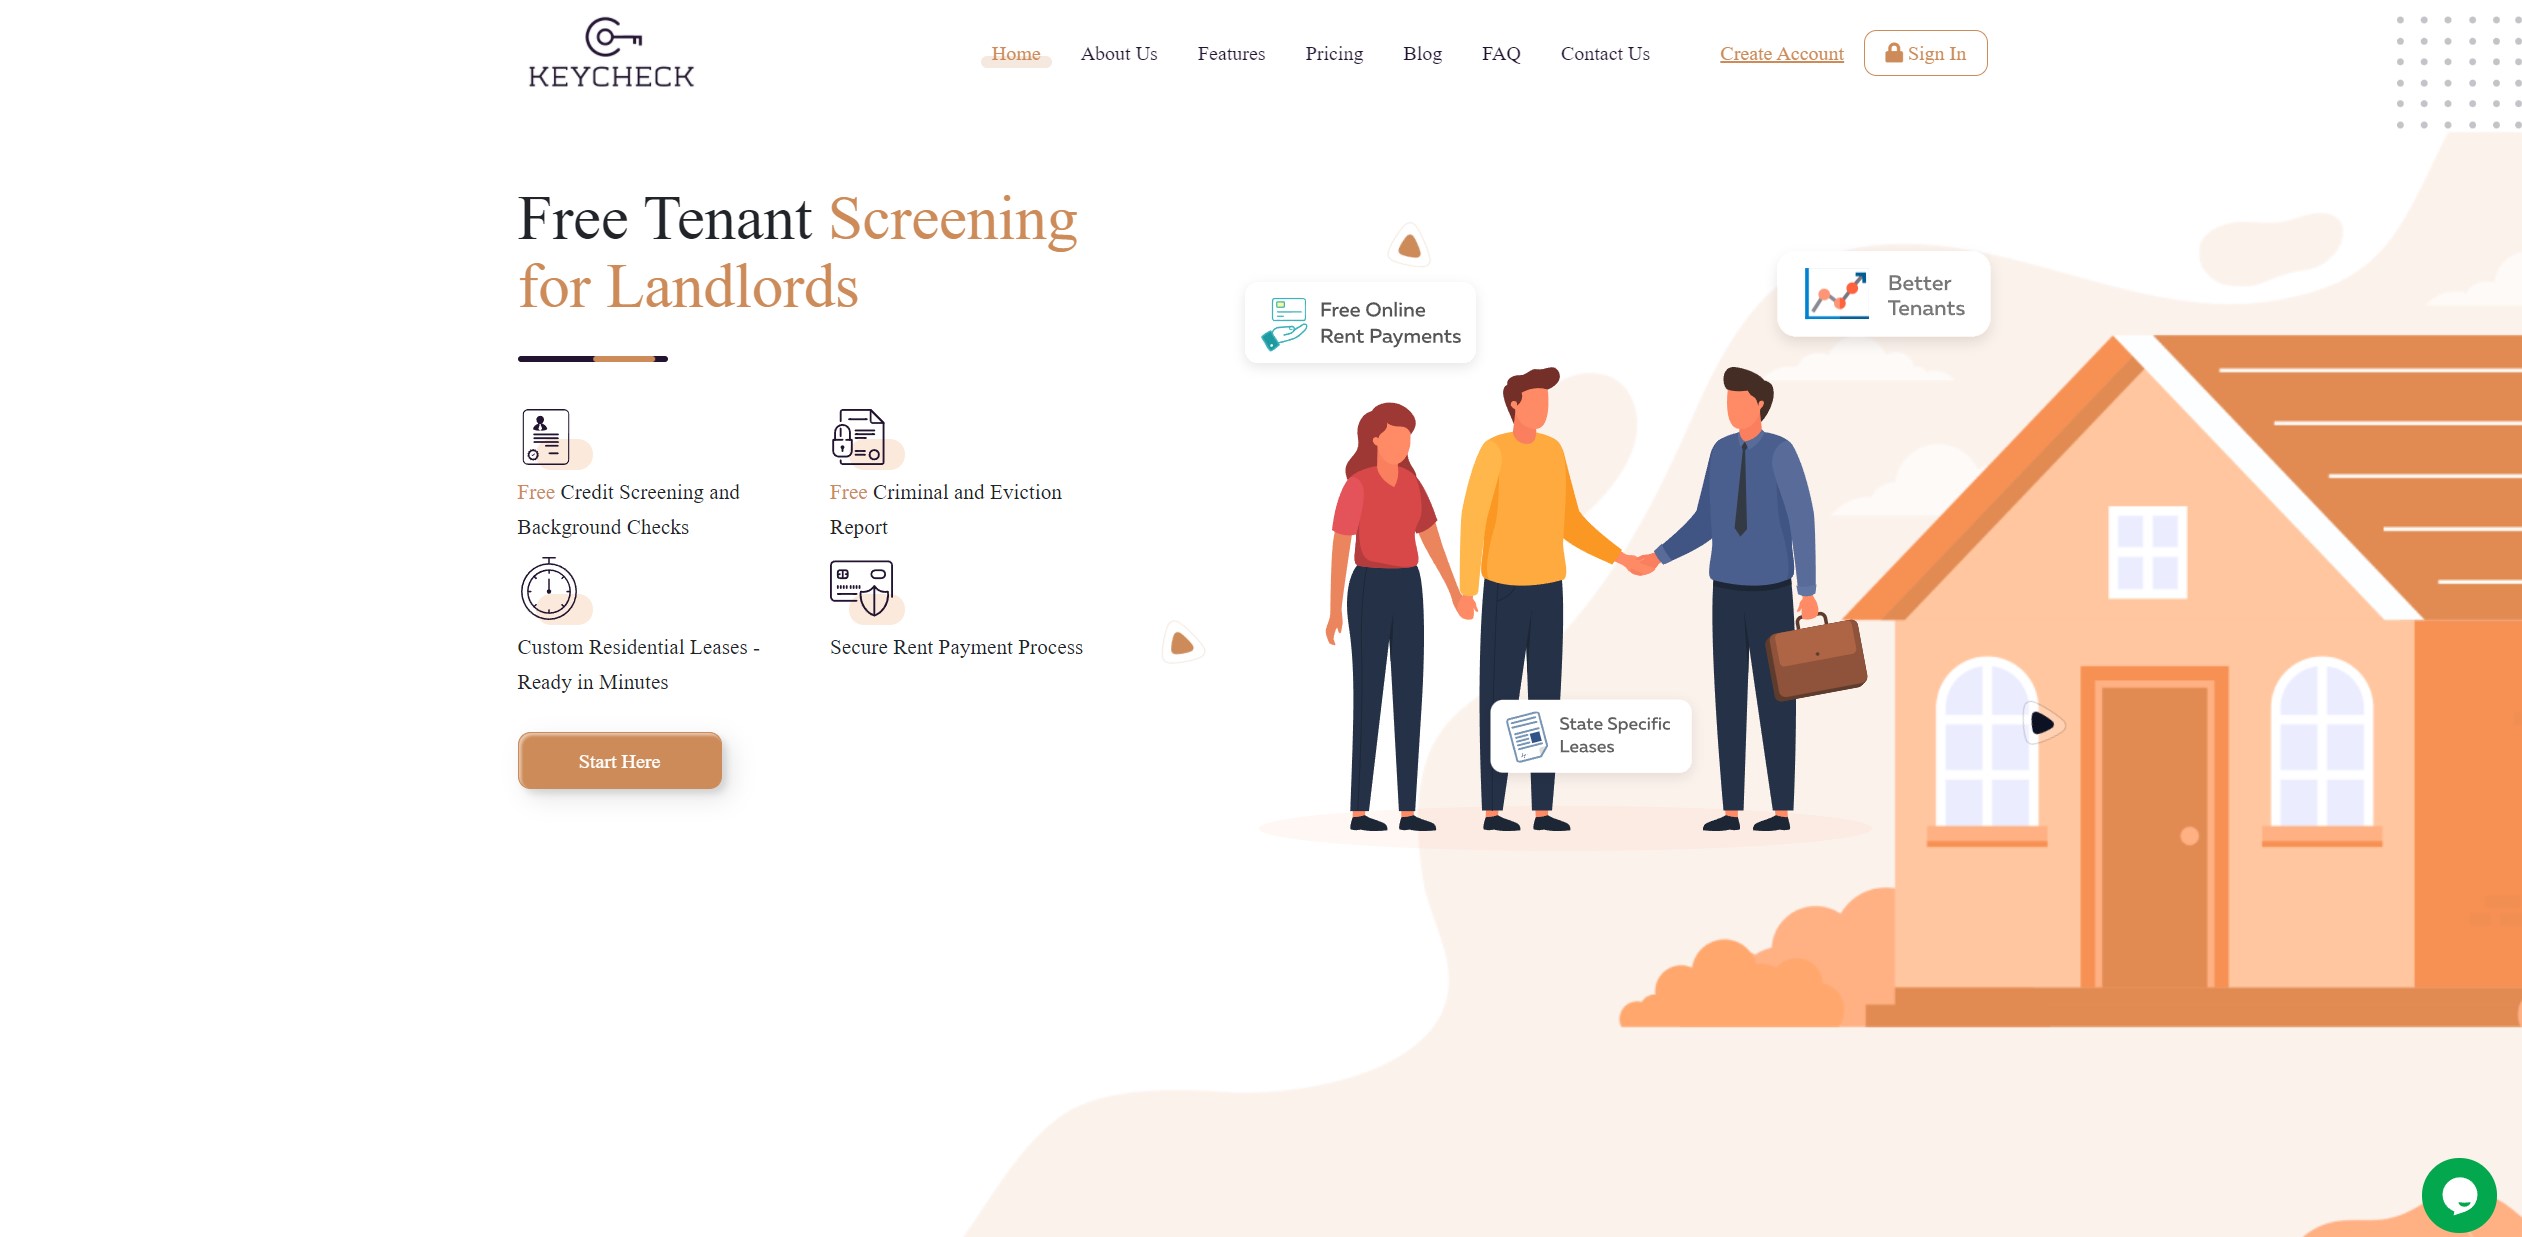 KEYCHECK
Home
About Us
Features
Pricing
Blog
FAQ
Contact Us
Create Account
Sign In
Free Tenant Screening
for Landlords
Free Credit Screening and
Background Checks
Free Criminal and Eviction
Report
Custom Residential Leases -
Ready in Minutes
Secure Rent Payment Process
Start Here
Free Online
Rent Payments
Better
Tenants
State Specific
Leases